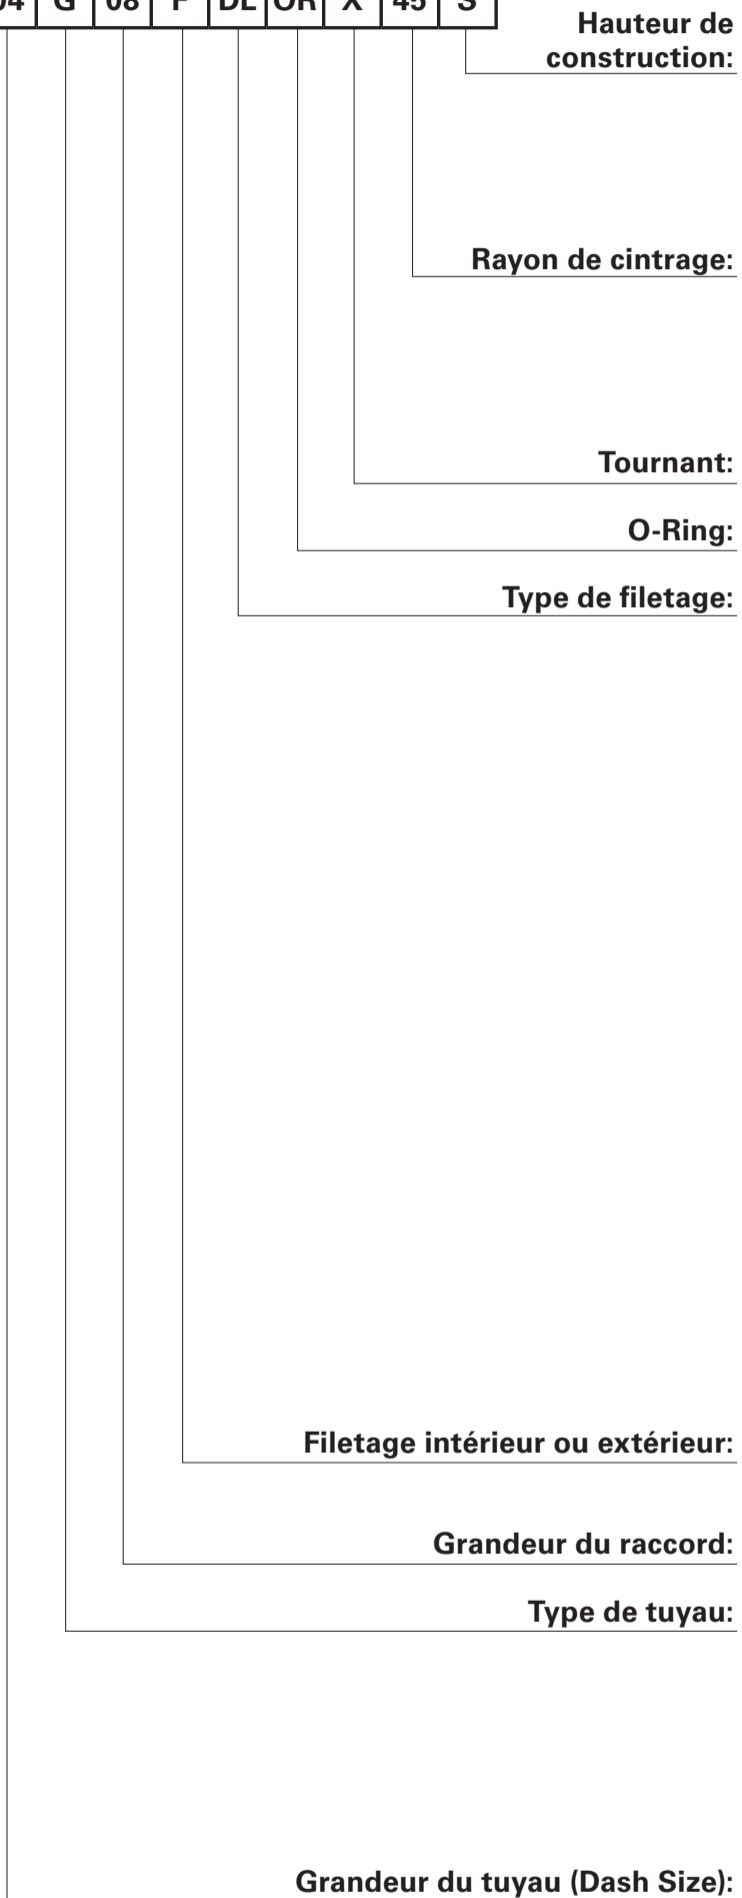 G 08 F DL OR X 45 S
Hauteur de
construction:
Rayon de cintrage:
Tournant:
O-Ring:
Type de filetage:
Filetage intérieur ou extérieur:
Grandeur du raccord:
Type de tuyau:
Grandeur du tuyau (Dash Size):